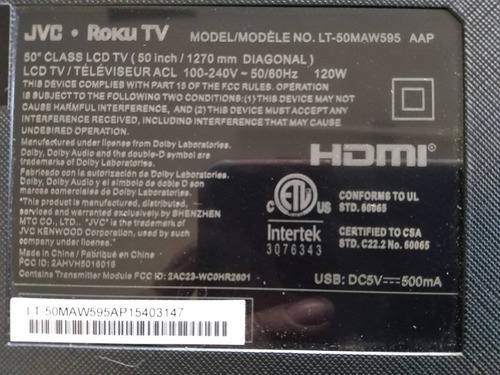 JVC • Roku TV
MODEL/MODÈLE NO. LT-50MAW595 AAP
50" CLASS LCD TV (50 inch / 1270 mm DIAGONAL)
LCD TV / TÉLÉVISEUR ACL 100-240V ~ 50/60Hz 120W
THIS DEVICE COMPLIES WITH PART 15 OF THE FCC RULES. OPERATION
IS SUBJECT TO THE FOLLOWING TWO CONDITIONS:(1) THIS DEVICE MAY NOT
CAUSE HARMFUL INTERFERENCE, AND (2) THIS DEVICE MUST ACCEPT ANY
INTERFERENCE RECEIVED, INCLUDING INTERFERENCE THAT MAY CAUSE
UNDESIRED OPERATION.
Manufactured under license from Dolby Laboratories.
Dolby, Dolby Audio and the double-D symbol are
trademarks of Dolby Laboratories.
Fabricado con la autorización de Dolby Laboratories.
Dolby, Dolby Audio y el símbolo de doble D son
marcas comerciales de Dolby Laboratories.
"This product is manufactured, distributed,
and warranted exclusively by SHENZHEN
MTC CO., LTD. "JVC" is the trademark of
JVC KENWOOD Corporation, used by such
company under license."
Made in China / Fabriqué en China
FCC ID: 2AHVH5016016
Contains Transmitter Module FCC ID: 2AC23-WC0HR2601
HDMI®
ETL
CM
LISTED
C US
Intertek
3076343
CONFORMS TO UL
STD. 60065
CERTIFIED TO CSA
STD. C22.2 No. 60065
USB: DC5V 500mA
LT-50MAW595AP15403147